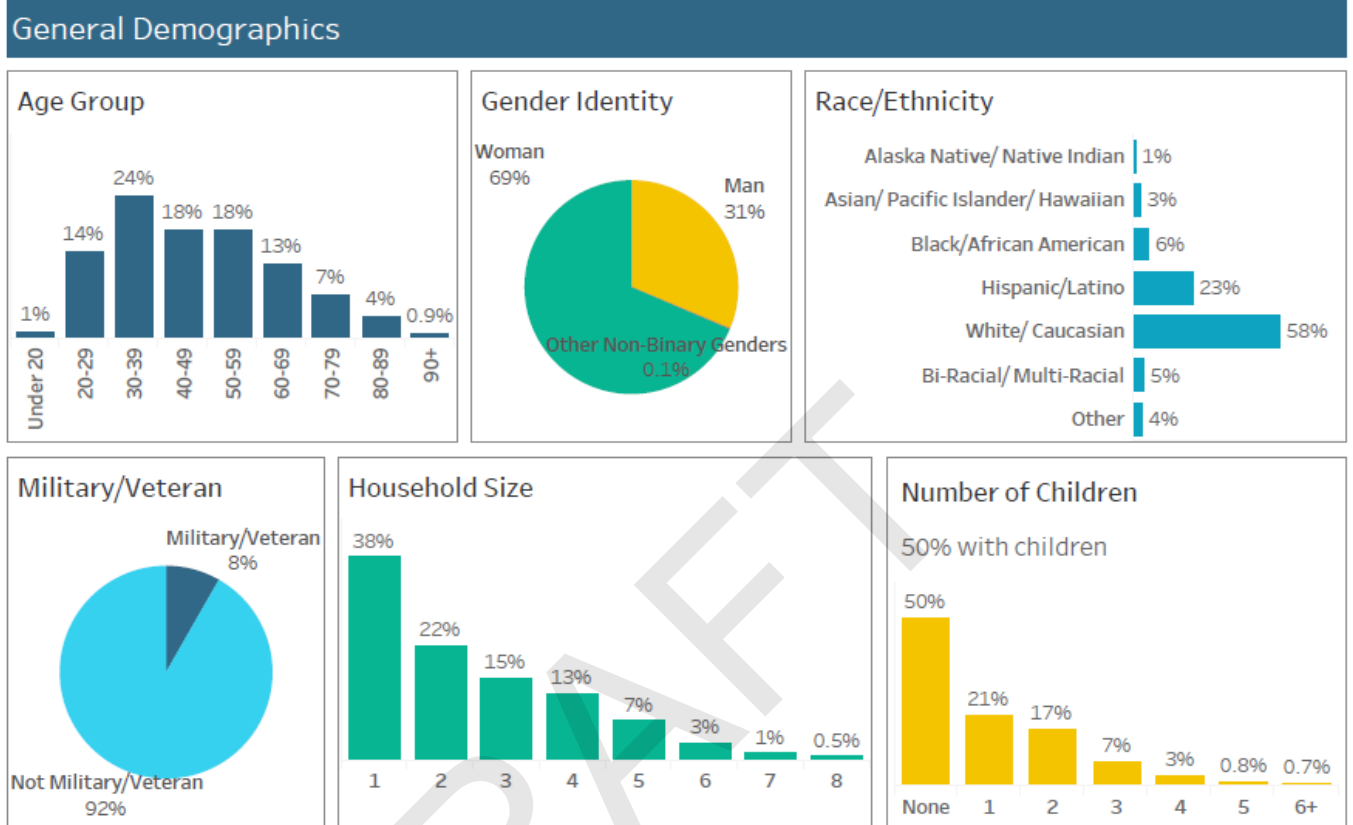 General Demographics
Age Group
24%
18% 18%
14%
13%
7%
4%
1%
0.9%
Under 20
20-29
30-39
40-49
50-59
60-69
70-79
80-89
90+
Gender Identity
Woman
69%
Man
31%
Other Non-Binary Genders
0.1%
Race/Ethnicity
Alaska Native/ Native Indian 1%
Asian/ Pacific Islander/ Hawaiian 3%
Black/African American 6%
Hispanic/Latino 23%
White/ Caucasian 58%
Bi-Racial/ Multi-Racial 5%
Other 4%
Military/Veteran
Military/Veteran
8%
Not Military/Veteran
92%
Household Size
38%
22%
15%
13%
7%
3%
1%
0.5%
1 2 3 4 5 6 7 8
Number of Children
50% with children
50%
21%
17%
7%
3%
0.8%
0.7%
None 1 2 3 4 5 6+
RAFT